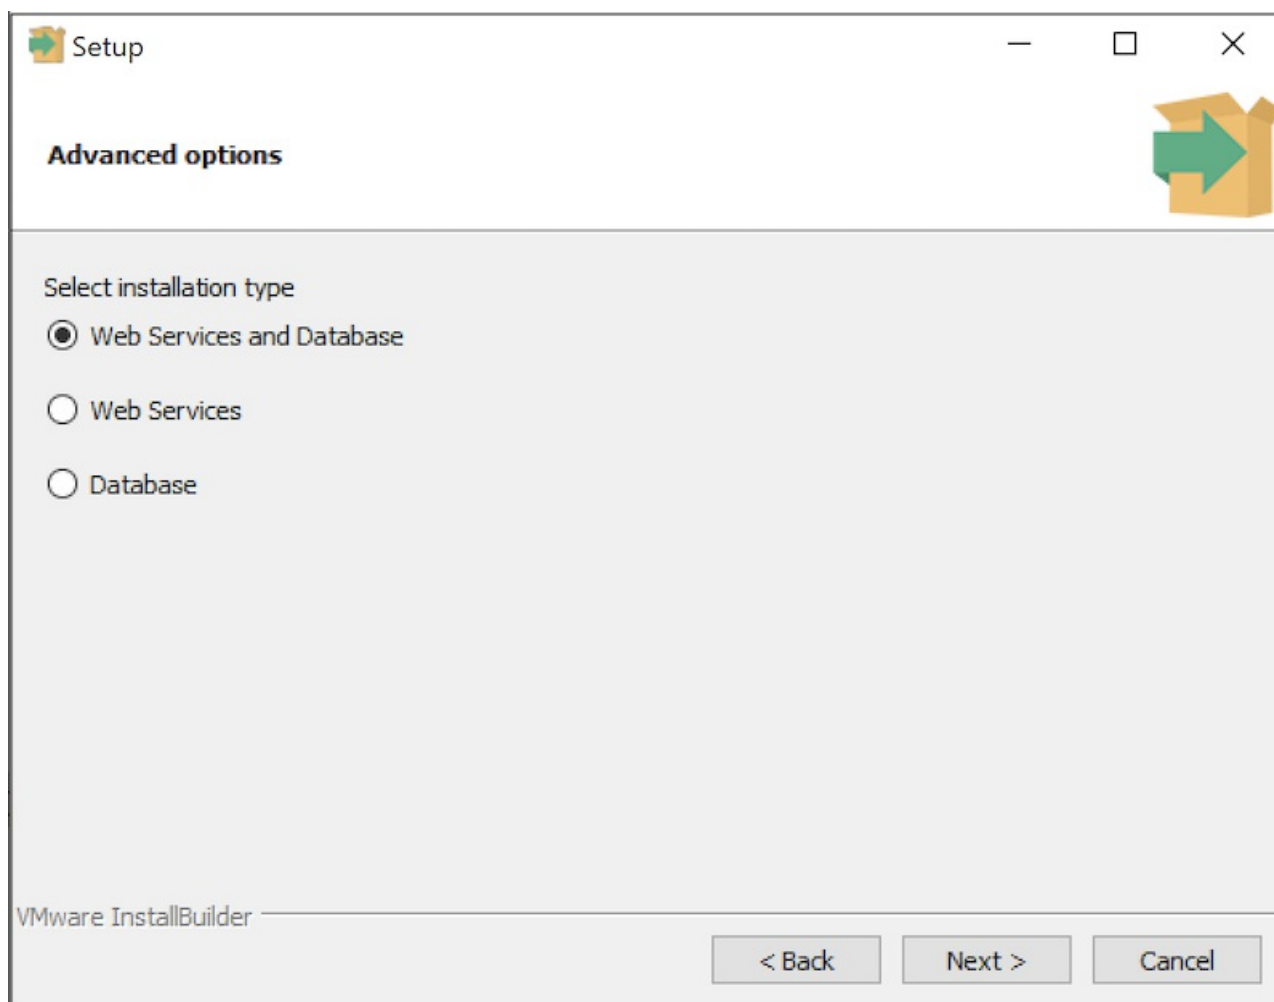 Setup
Advanced options
Select installation type
Web Services and Database
Web Services
Database
VMware InstallBuilder
< Back
Next >
Cancel